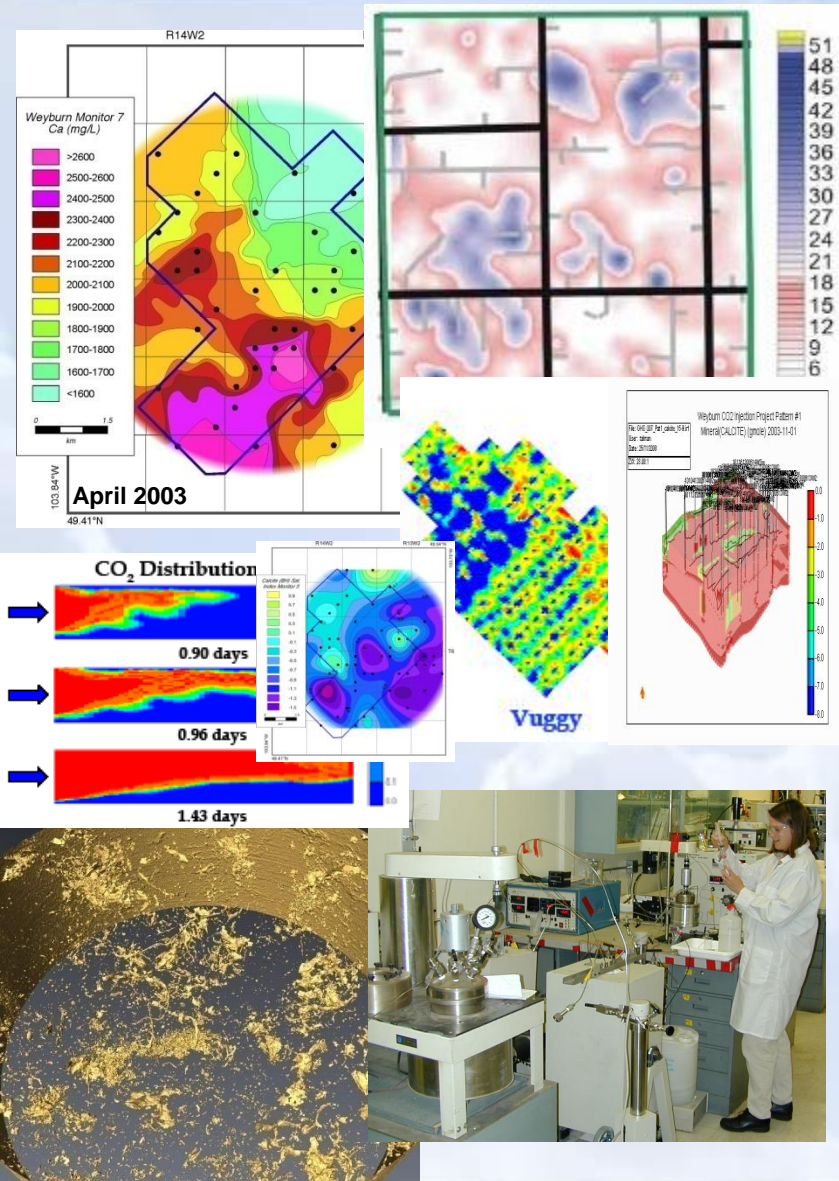 R14W2
Weyburn Monitor 7
Ca (mg/L)
>2600
2500-2600
2400-2500
2300-2400
2200-2300
2100-2200
2000-2100
1900-2000
1800-1900
1700-1800
1600-1700
<1600
0 1.5
km
103.84°W
April 2003
49.41°N
51
48
45
42
39
36
33
30
27
24
21
18
15
12
9
6
Weyburn CO2 Injection Project Pattern #1
Mineral(CALCITE) (gmole) 2003-11-01
0.0
-1.0
-2.0
-3.0
-4.0
-5.0
-6.0
-7.0
-8.0
Vuggy
CO2 Distribution
0.90 days
0.96 days
1.43 days
R14W2
R13W2
49.41°N